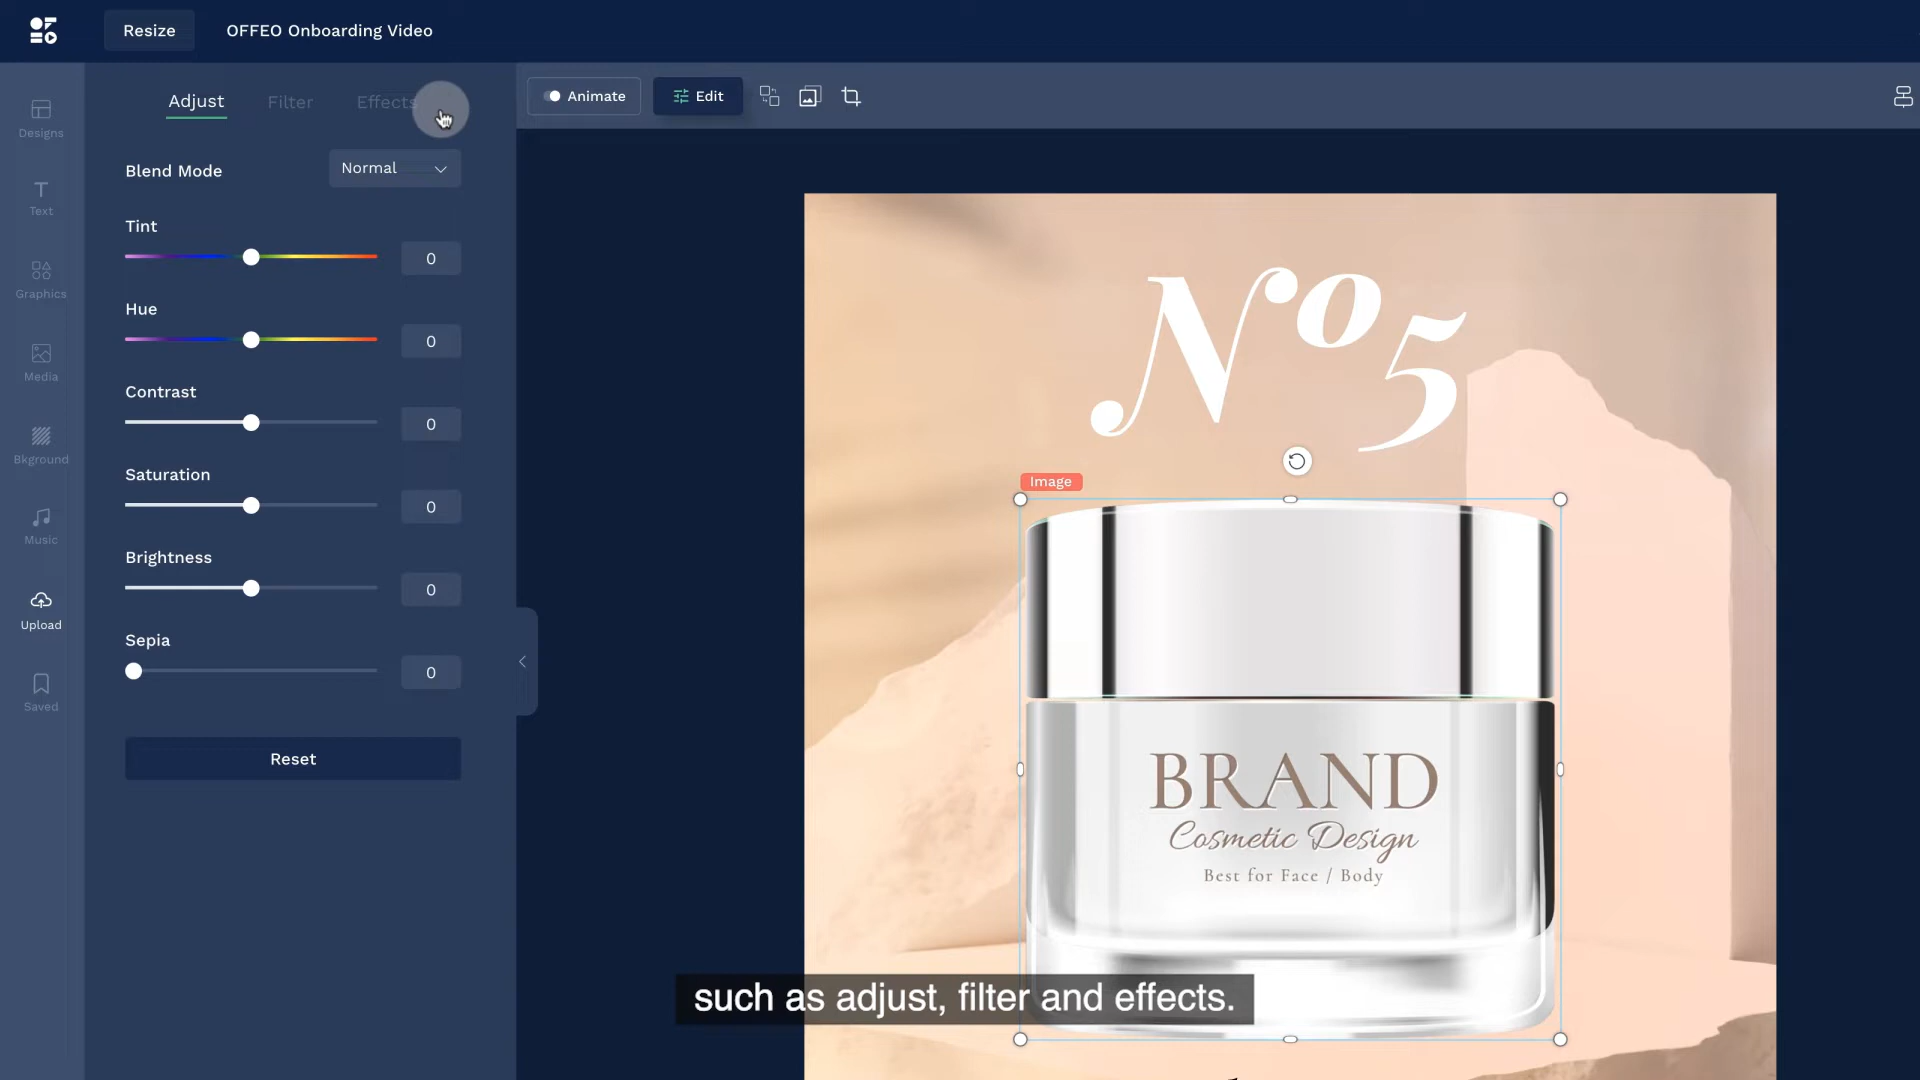 Resize
OFFEO Onboarding Video
Adjust
Filter
Effects
Animate
Edit
Designs
Text
Graphics
Media
Bkground
Music
Upload
Saved
Blend Mode
Normal
Tint
0
Hue
0
Contrast
0
Saturation
0
Brightness
0
Sepia
0
Reset
Nº5
Image
BRAND
Cosmetic Design
Best for Face / Body
such as adjust, filter and effects.